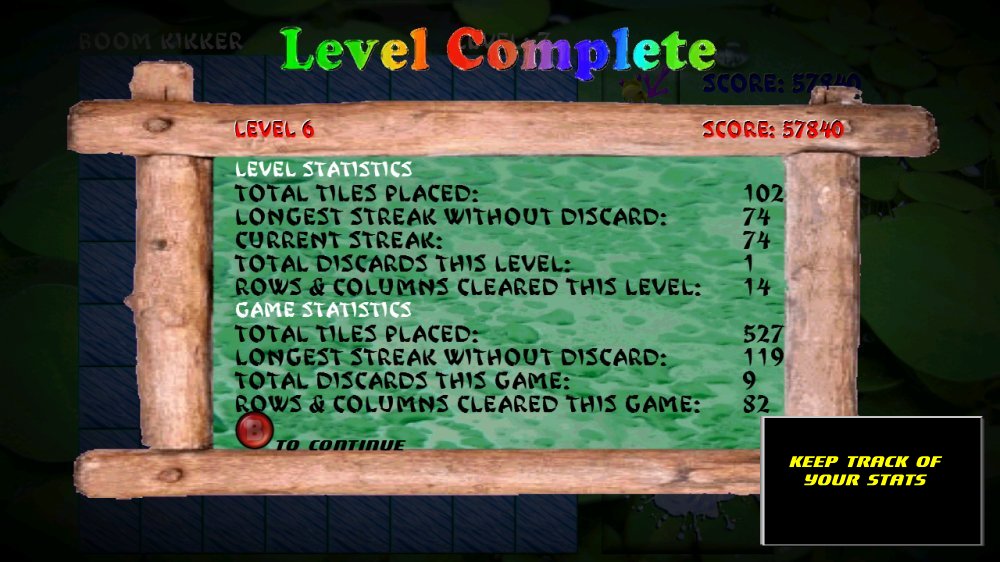 Level Complete
BOOM KIKKER
SCORE: 57840
LEVEL 6 SCORE: 57840
LEVEL STATISTICS
TOTAL TILES PLACED: 102
LONGEST STREAK WITHOUT DISCARD: 74
CURRENT STREAK: 74
TOTAL DISCARDS THIS LEVEL: 1
ROWS & COLUMNS CLEARED THIS LEVEL: 14
GAME STATISTICS
TOTAL TILES PLACED: 527
LONGEST STREAK WITHOUT DISCARD: 119
TOTAL DISCARDS THIS GAME: 9
ROWS & COLUMNS CLEARED THIS GAME: 82
B TO CONTINUE
KEEP TRACK OF
YOUR STATS